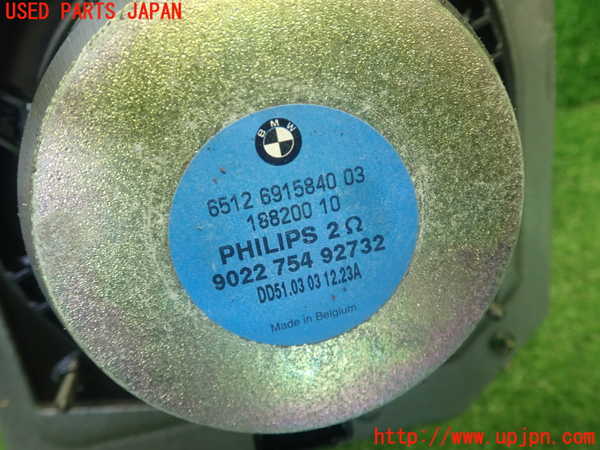 USED PARTS JAPAN
BMW
6512 6915840 03
188200 10
PHILIPS 2 Ω
9022 754 92732
DD51.03 03 12.23A
Made in Belgium
http://www.upjpn.com/